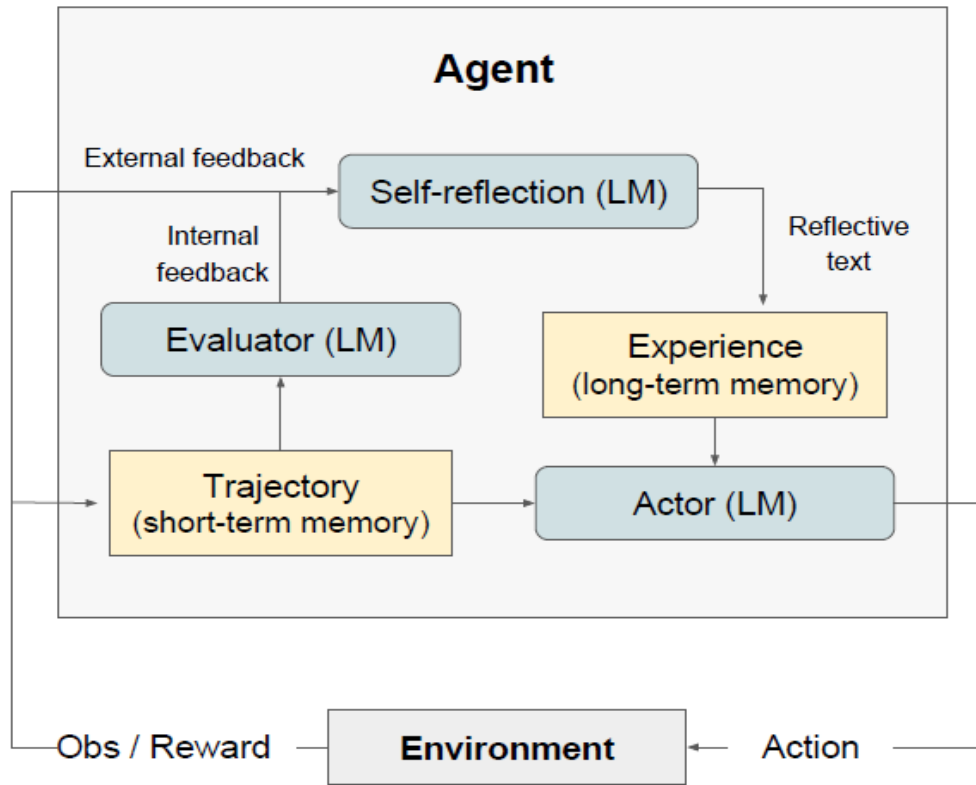 Agent
External feedback
Self-reflection (LM)
Internal
feedback
Reflective
text
Evaluator (LM)
Experience
(long-term memory)
Trajectory
(short-term memory)
Actor (LM)
Obs / Reward
Environment
Action